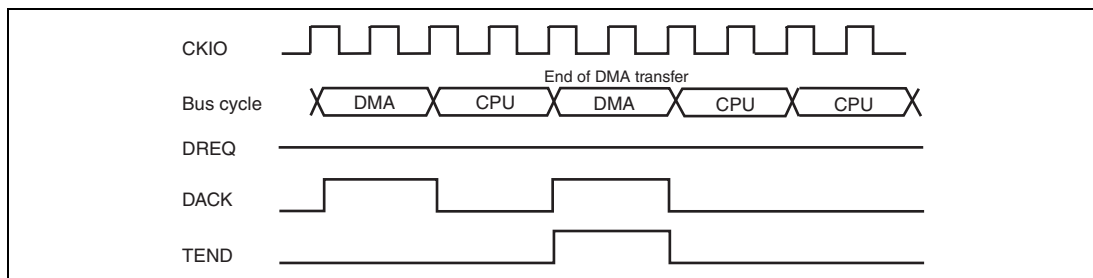 CKIO
End of DMA transfer
Bus cycle DMA CPU DMA CPU CPU
DREQ
DACK
TEND